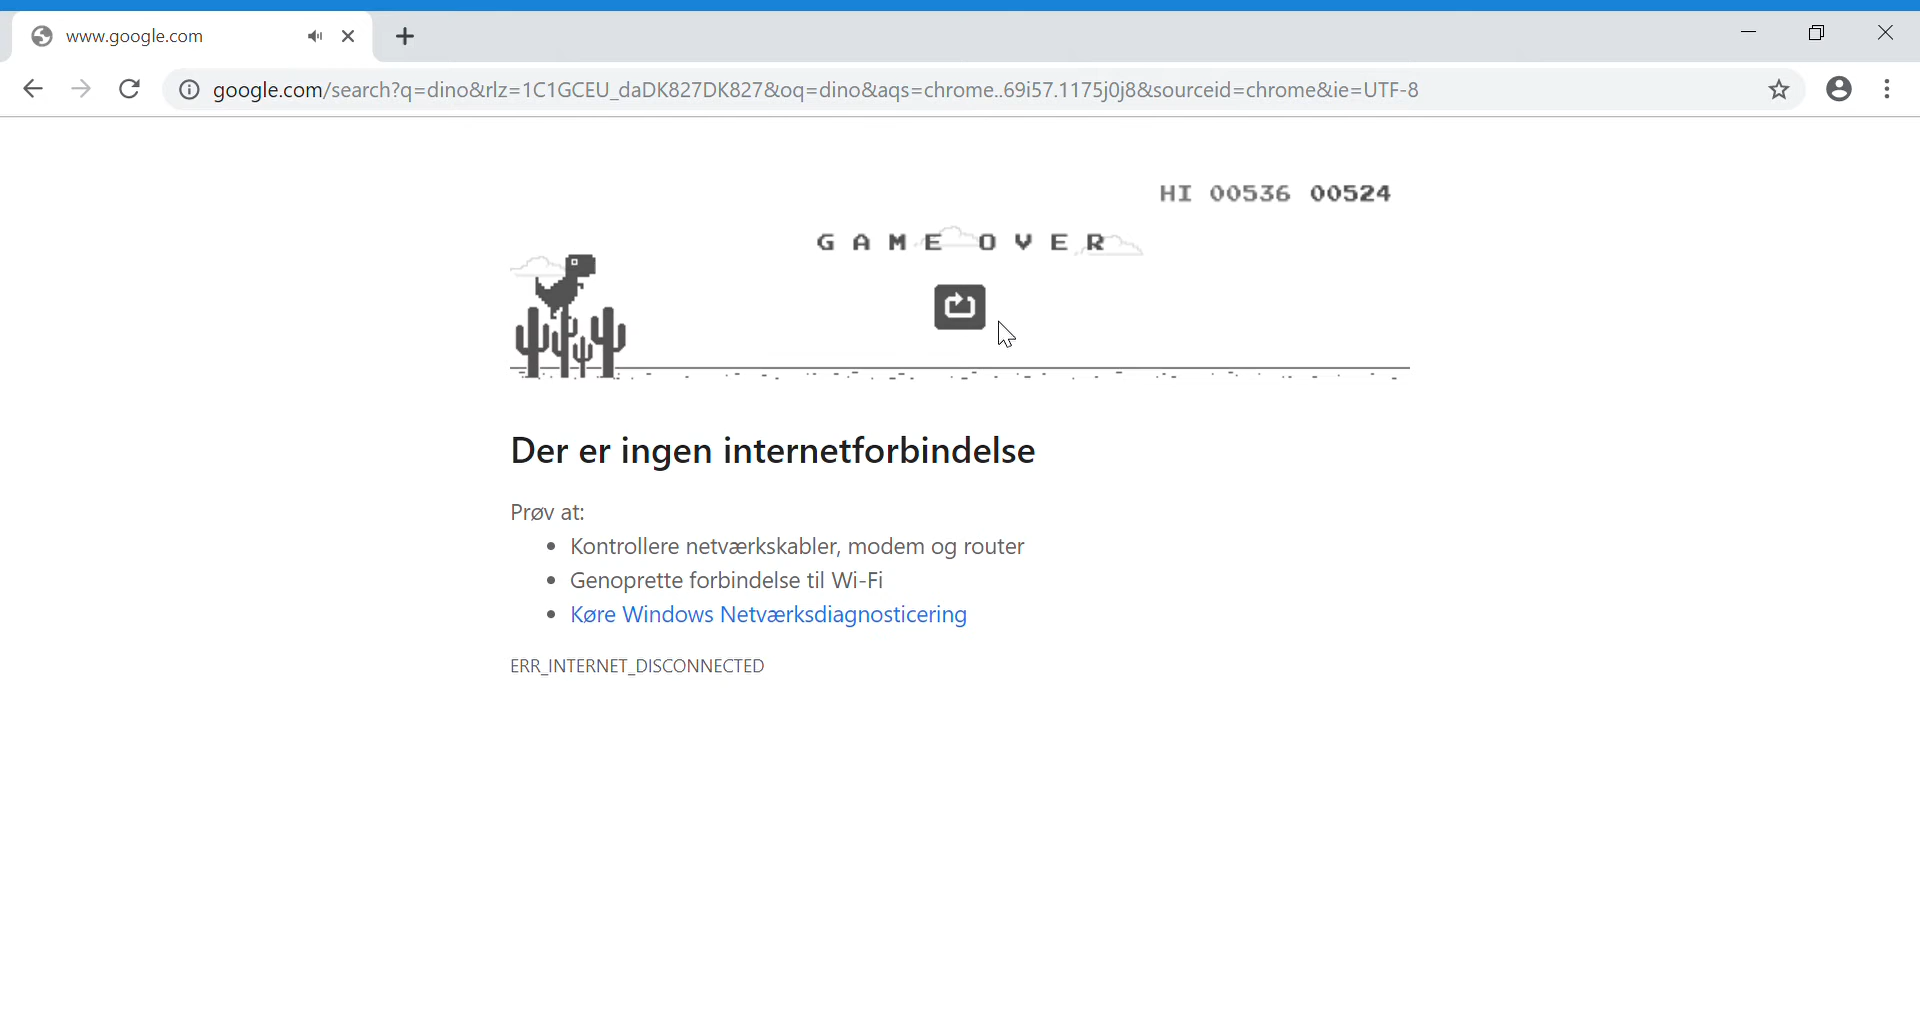 www.google.com
google.com/search?q=dino&rlz=1C1GCEU_daDK827DK827&oq=dino&aqs=chrome..69i57.1175j0j8&sourceid=chrome&ie=UTF-8
HI 00536 00524
GAME OVER
Der er ingen internetforbindelse
Prøv at:
Kontrollere netværkskabler, modem og router
Genoprette forbindelse til Wi-Fi
Køre Windows Netværksdiagnosticering
ERR_INTERNET_DISCONNECTED